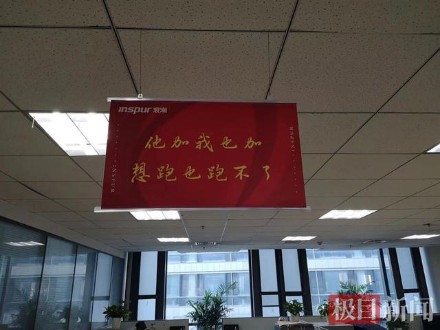 inspur 浪潮
他加我也加
想跑也跑不了
极目新闻